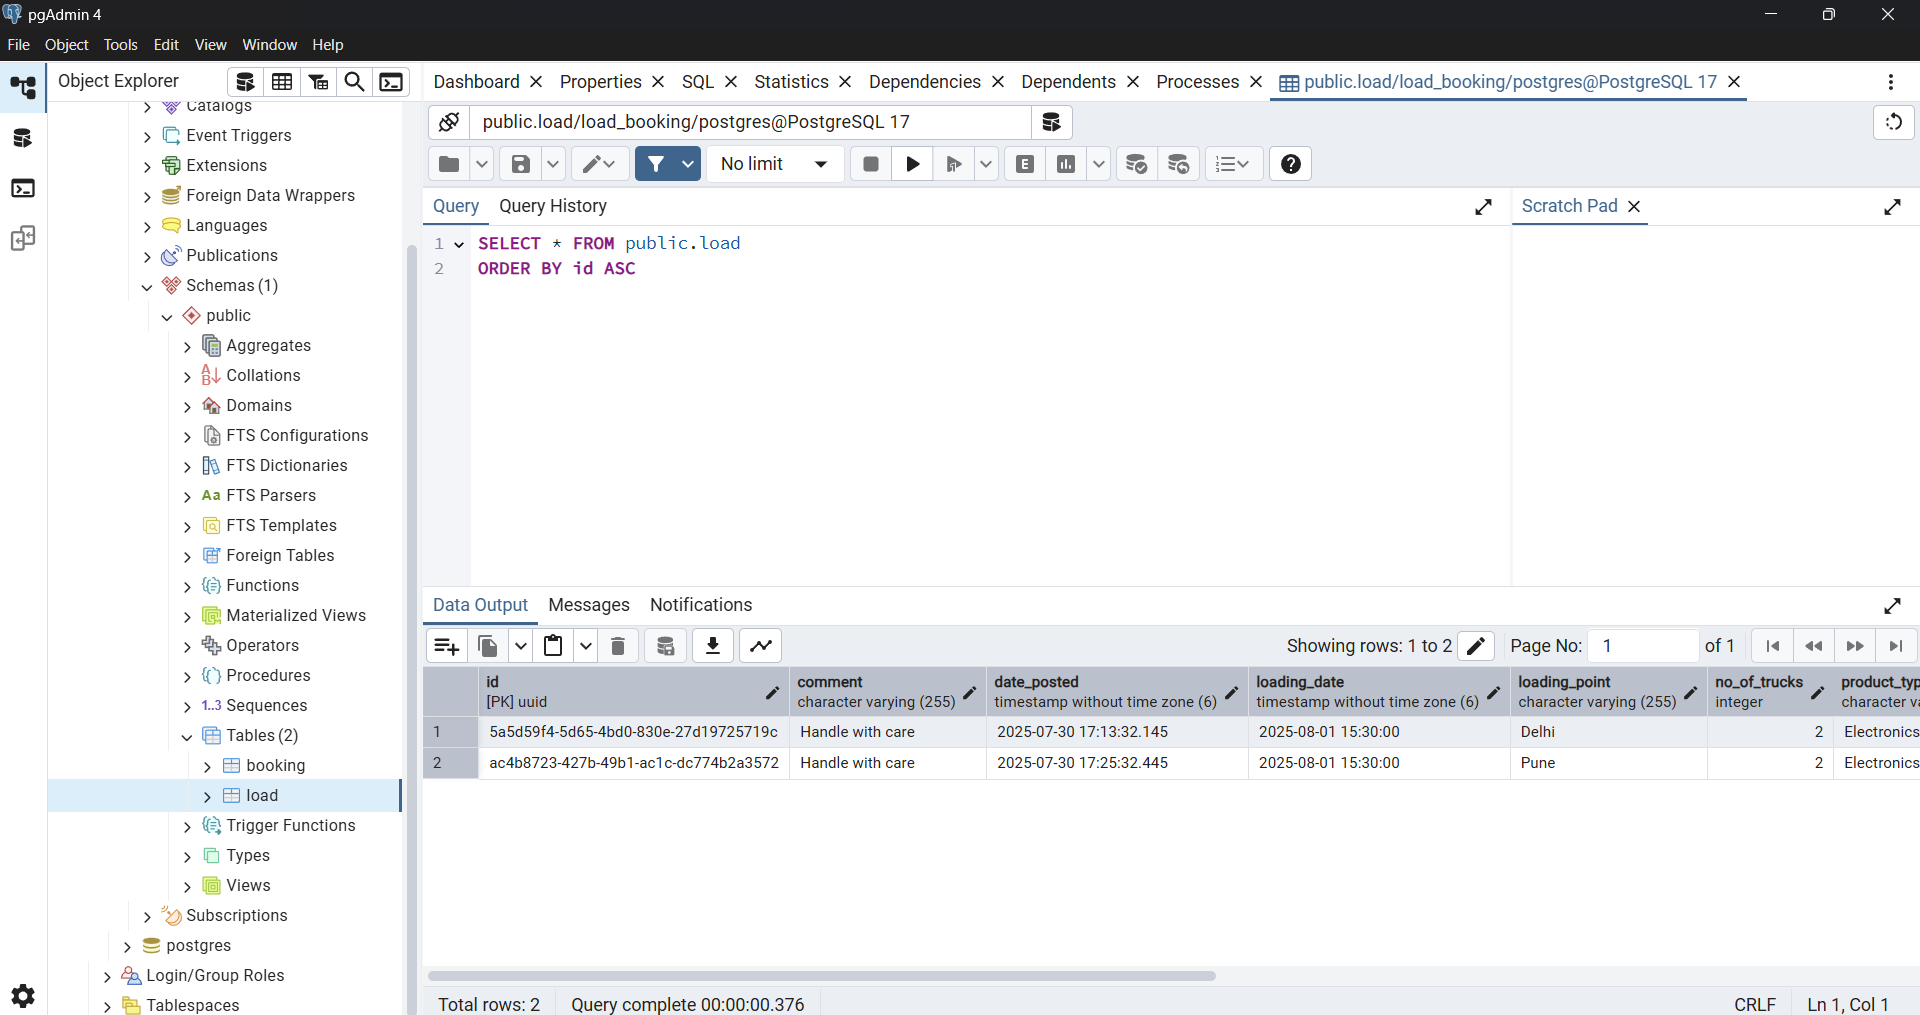 pgAdmin 4
File Object Tools Edit View Window Help
Object Explorer
Catalogs
Event Triggers
Extensions
Foreign Data Wrappers
Languages
Publications
Schemas (1)
public
Aggregates
Collations
Domains
FTS Configurations
FTS Dictionaries
Aa FTS Parsers
FTS Templates
Foreign Tables
Functions
Materialized Views
Operators
Procedures
1..3 Sequences
Tables (2)
booking
load
Trigger Functions
Types
Views
Subscriptions
postgres
Login/Group Roles
Tablespaces
Dashboard Properties SQL Statistics Dependencies Dependents Processes public.load/load_booking/postgres@PostgreSQL 17
public.load/load_booking/postgres@PostgreSQL 17
No limit E
Query Query History
Scratch Pad
1 SELECT * FROM public.load
2 ORDER BY id ASC
Data Output Messages Notifications
Showing rows: 1 to 2 Page No: 1 of 1
id comment date_posted loading_date loading_point no_of_trucks product_typ
[PK] uuid character varying (255) timestamp without time zone (6) timestamp without time zone (6) character varying (255) integer character va
1 5a5d59f4-5d65-4bd0-830e-27d19725719c Handle with care 2025-07-30 17:13:32.145 2025-08-01 15:30:00 Delhi 2 Electronics
2 ac4b8723-427b-49b1-ac1c-dc774b2a3572 Handle with care 2025-07-30 17:25:32.445 2025-08-01 15:30:00 Pune 2 Electronics
Total rows: 2 Query complete 00:00:00.376 CRLF Ln 1, Col 1